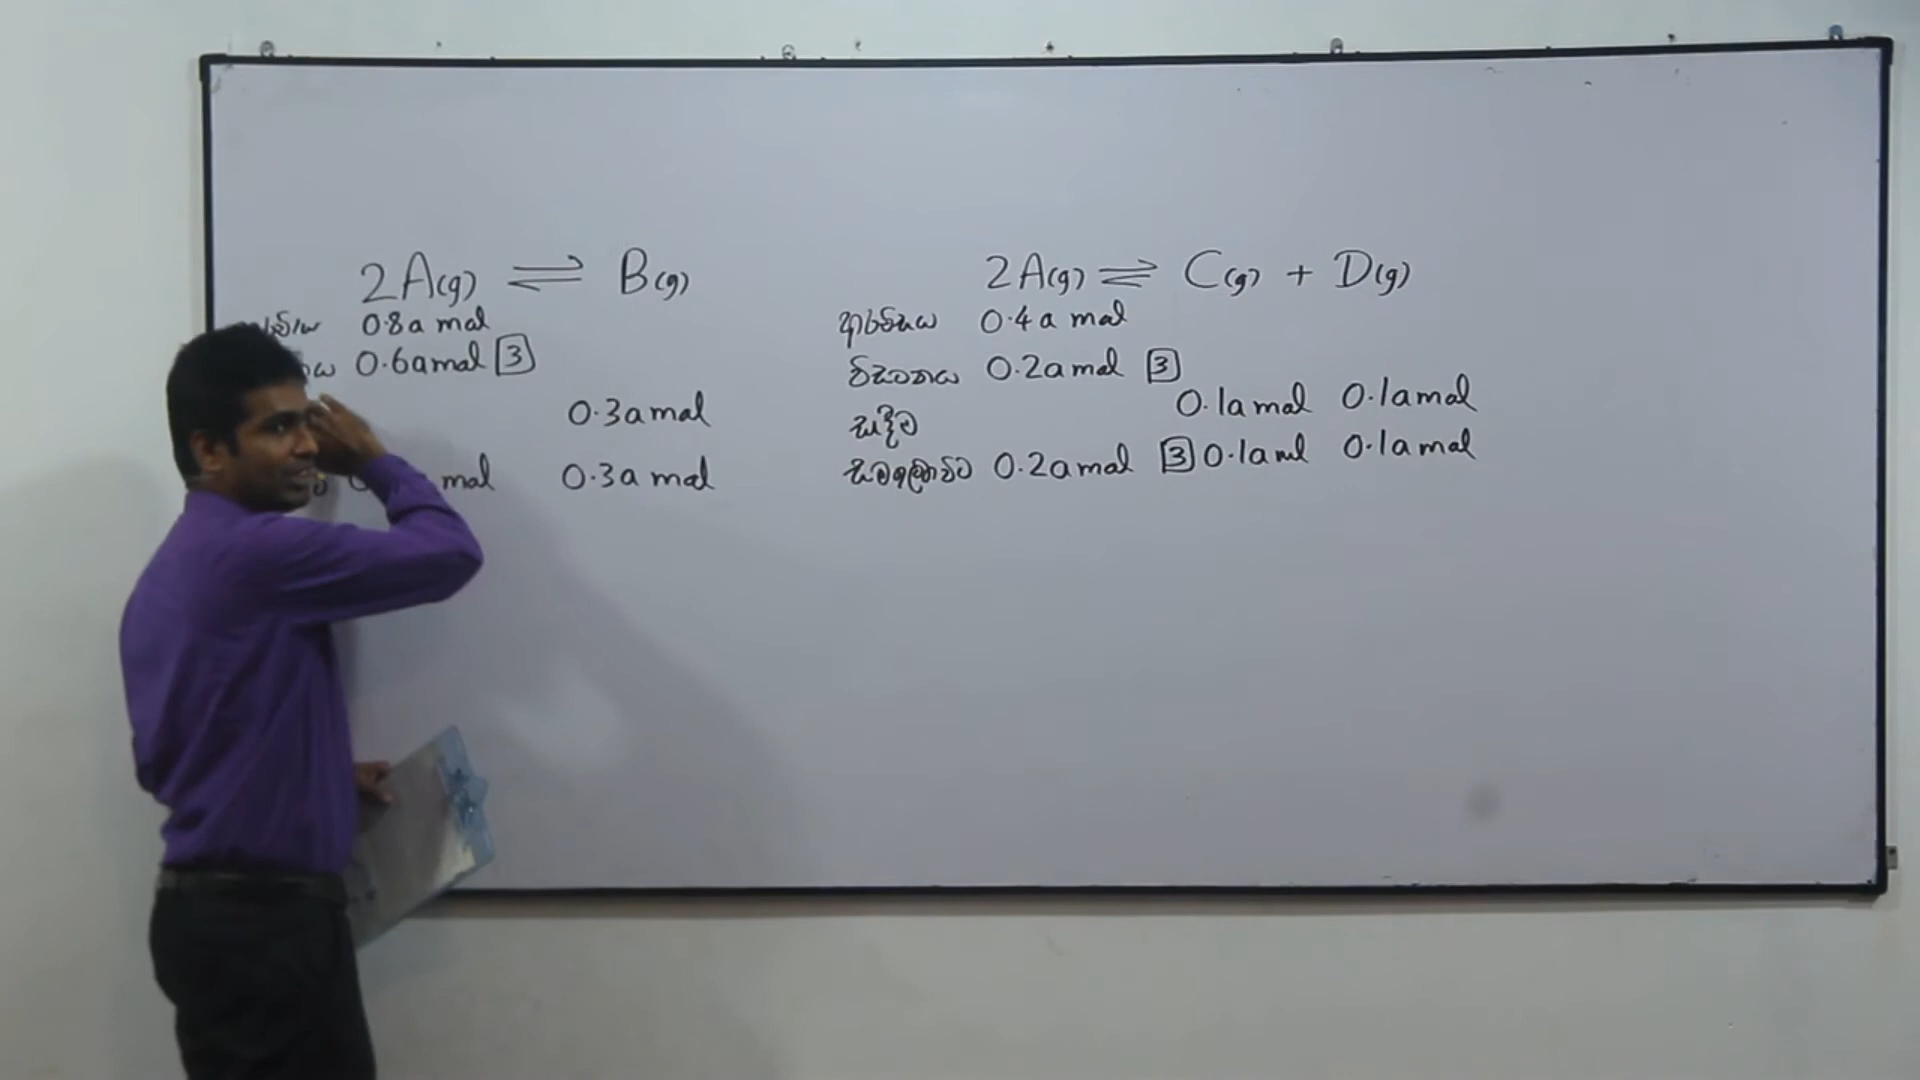 2A(g) ⇌ B(g)
0.8a mol
0.6a mol 3
0.3a mol
mol 0.3a mol
2A(g) ⇌ C(g) + D(g)
ආරම්භය 0.4a mol
විඝටනය 0.2a mol 3
සෑදීම 0.1a mol 0.1a mol
සමතුලිතවිට 0.2a mol 3 0.1a mol 0.1a mol